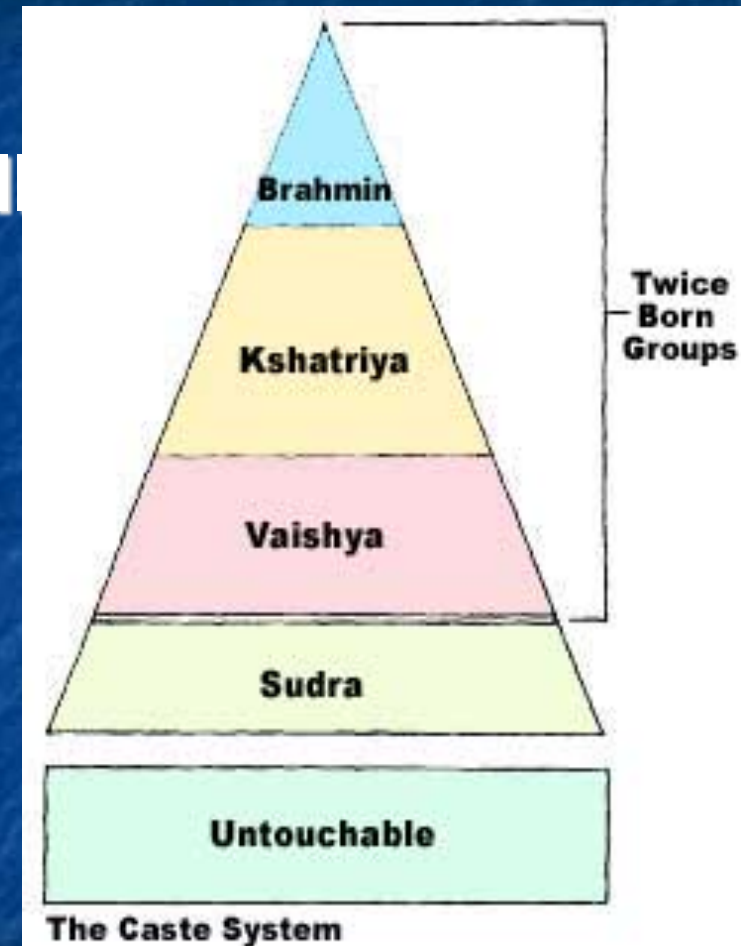 Brahmin
Kshatriya
Twice
Born
Groups
Vaishya
Sudra
Untouchable
The Caste System